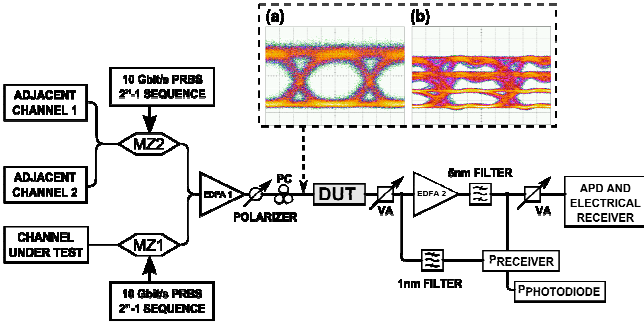 (a)
(b)
10 Gbit/s PRBS
SEQUENCE
ADJACENT
CHANNEL 1
MZ2
ADJACENT
CHANNEL 2
EDFA 1
POLARIZER
PC
DUT
VA
EDFA 2
5nm FILTER
VA
APD AND
ELECTRICAL
RECEIVER
CHANNEL
UNDER TEST
MZ1
1nm FILTER
PRECEIVER
PPHOTODIODE
10 Gbit/s PRBS
SEQUENCE